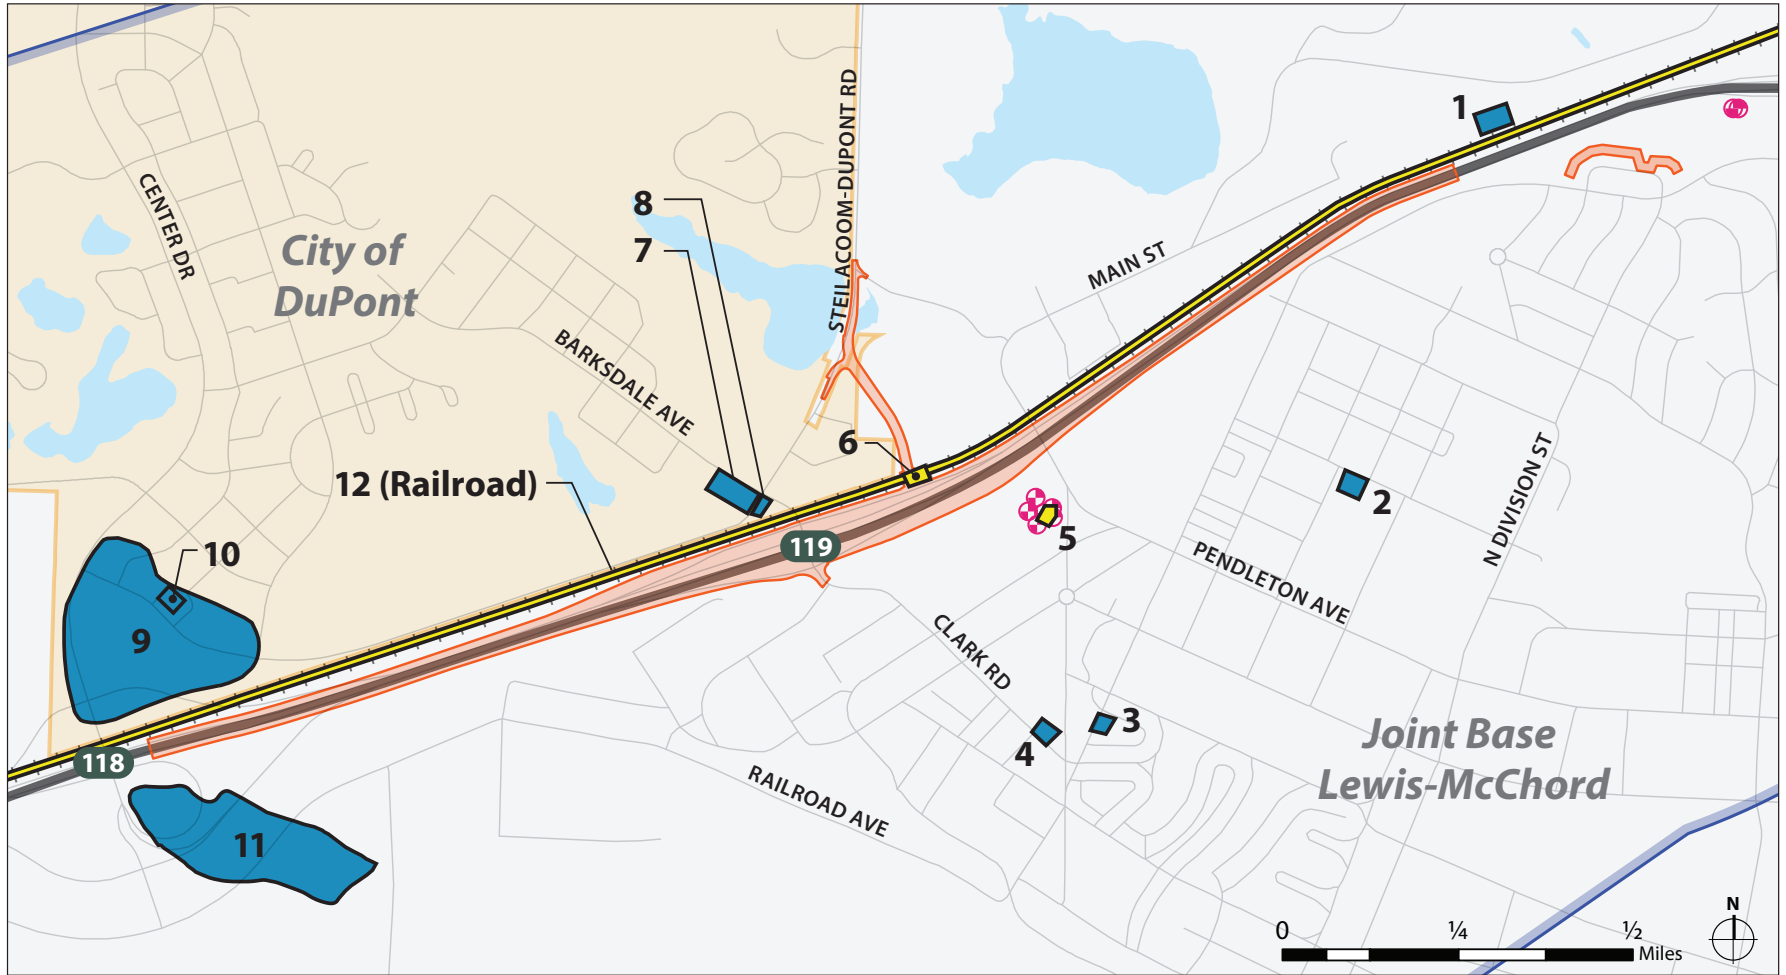 1
STEILACOOM-DUPONT RD
CENTER DR
8
City of
DuPont
7
MAIN ST
BARKSDALE AVE
6
12 (Railroad)
2
N DIVISION ST
5
119
10
PENDLETON AVE
9
CLARK RD
3
4
Joint Base
Lewis-McChord
118
RAILROAD AVE
11
N
0 ¼ ½
Miles